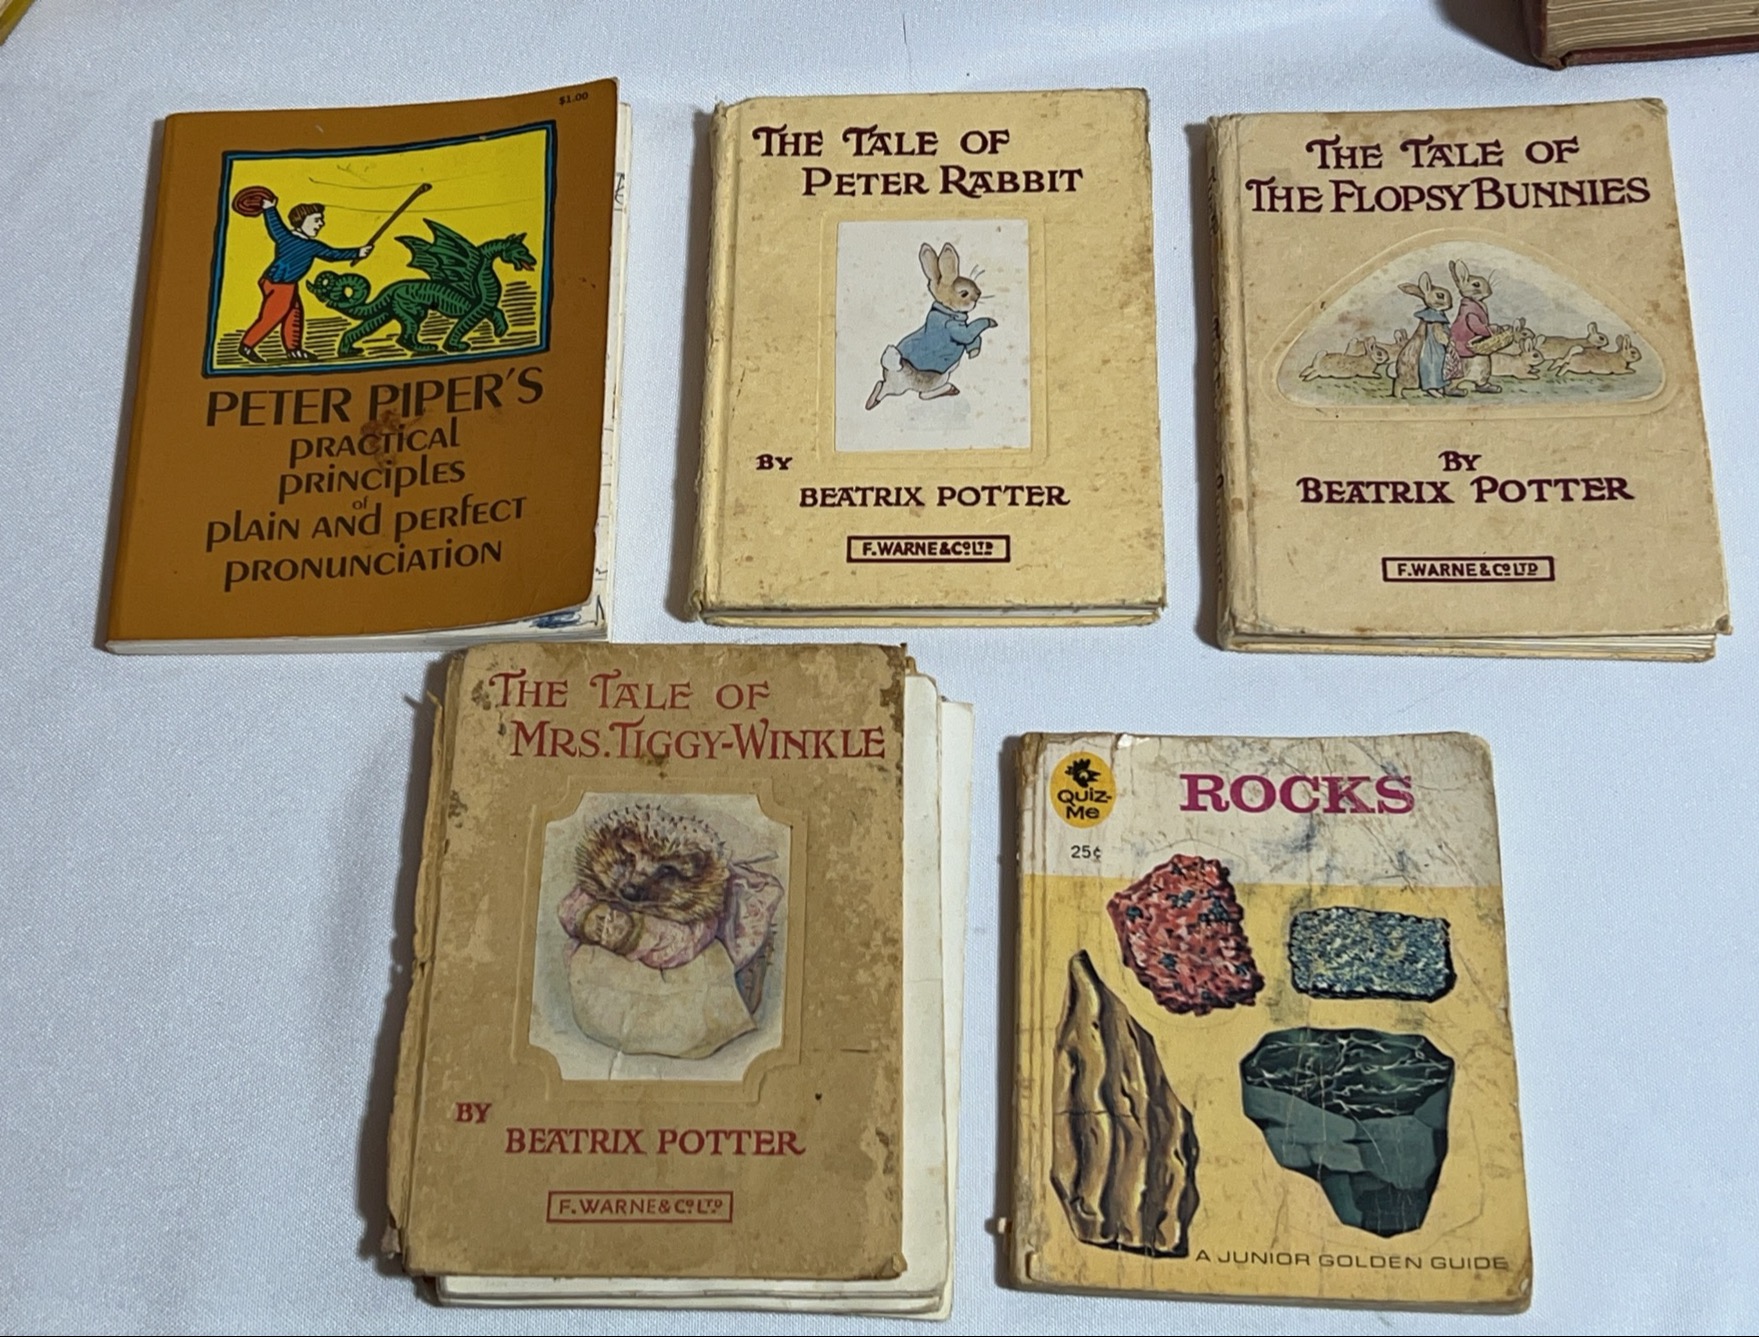 $1.00
PETER PIPER'S
PRACTICAL
PRINCIPLES
of
PLAIN AND PERFECT
PRONUNCIATION
THE TALE OF
PETER RABBIT
BY
BEATRIX POTTER
F. WARNE & Co LTD
THE TALE OF
THE FLOPSY BUNNIES
BY
BEATRIX POTTER
F. WARNE & Co LTD
THE TALE OF
MRS. TIGGY-WINKLE
BY
BEATRIX POTTER
F. WARNE & Co LTD
Quiz-
Me
25¢
ROCKS
A JUNIOR GOLDEN GUIDE